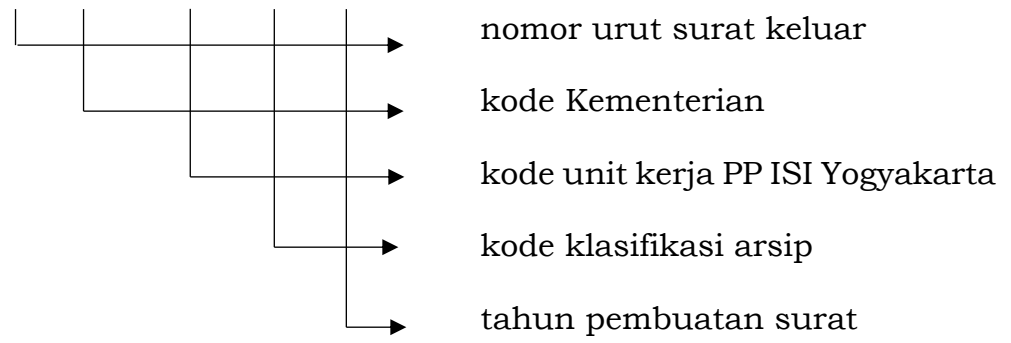 nomor urut surat keluar
kode Kementerian
kode unit kerja PP ISI Yogyakarta
kode klasifikasi arsip
tahun pembuatan surat